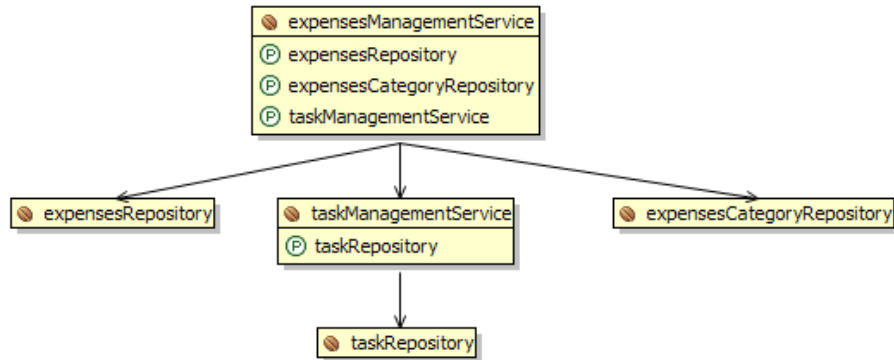 expensesManagementService
P expensesRepository
P expensesCategoryRepository
P taskManagementService
expensesRepository
taskManagementService
expensesCategoryRepository
P taskRepository
taskRepository